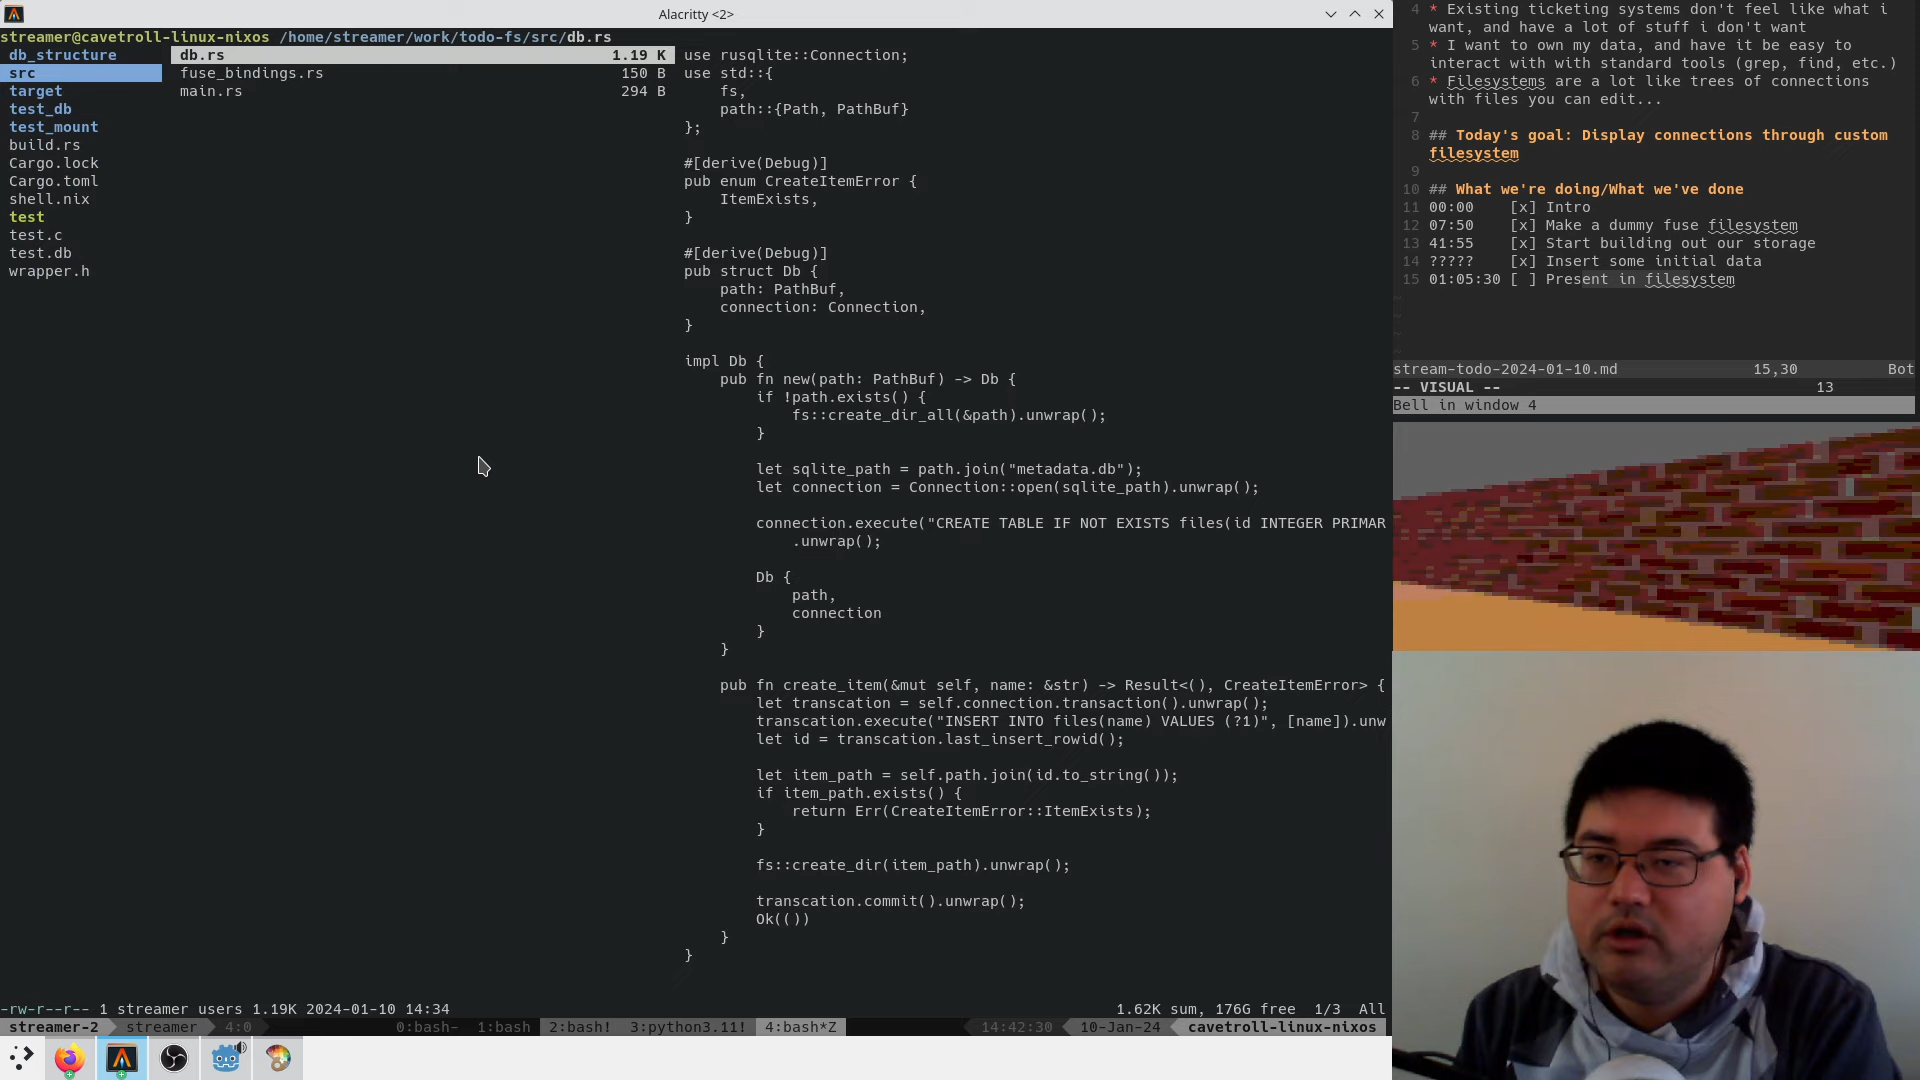 Alacritty <2>
streamer@cavetroll-linux-nixos /home/streamer/work/todo-fs/src/db.rs
db_structure
src
target
test_db
test_mount
build.rs
Cargo.lock
Cargo.toml
shell.nix
test
test.c
test.db
wrapper.h
db.rs 1.19 K
fuse_bindings.rs 150 B
main.rs 294 B
use rusqlite::Connection;
use std::{
fs,
path::{Path, PathBuf}
};
#[derive(Debug)]
pub enum CreateItemError {
ItemExists,
}
#[derive(Debug)]
pub struct Db {
path: PathBuf,
connection: Connection,
}
impl Db {
pub fn new(path: PathBuf) -> Db {
if !path.exists() {
fs::create_dir_all(&path).unwrap();
}
let sqlite_path = path.join("metadata.db");
let connection = Connection::open(sqlite_path).unwrap();
connection.execute("CREATE TABLE IF NOT EXISTS files(id INTEGER PRIMAR
.unwrap();
Db {
path,
connection
}
}
pub fn create_item(&mut self, name: &str) -> Result<(), CreateItemError> {
let transcation = self.connection.transaction().unwrap();
transcation.execute("INSERT INTO files(name) VALUES (?1)", [name]).unw
let id = transcation.last_insert_rowid();
let item_path = self.path.join(id.to_string());
if item_path.exists() {
return Err(CreateItemError::ItemExists);
}
fs::create_dir(item_path).unwrap();
transcation.commit().unwrap();
Ok(())
}
}
-rw-r--r-- 1 streamer users 1.19K 2024-01-10 14:34 1.62K sum, 176G free 1/3 All
streamer-2 streamer 4:0 0:bash- 1:bash 2:bash! 3:python3.11! 4:bash*Z 14:42:30 10-Jan-24 cavetroll-linux-nixos
4 * Existing ticketing systems don't feel like what i
want, and have a lot of stuff i don't want
5 * I want to own my data, and have it be easy to
interact with with standard tools (grep, find, etc.)
6 * Filesystems are a lot like trees of connections
with files you can edit...
7
8 ## Today's goal: Display connections through custom
filesystem
9
10 ## What we're doing/What we've done
11 00:00 [x] Intro
12 07:50 [x] Make a dummy fuse filesystem
13 41:55 [x] Start building out our storage
14 ????? [x] Insert some initial data
15 01:05:30 [ ] Present in filesystem
~
~
~
~
stream-todo-2024-01-10.md 15,30 Bot
-- VISUAL -- 13
Bell in window 4